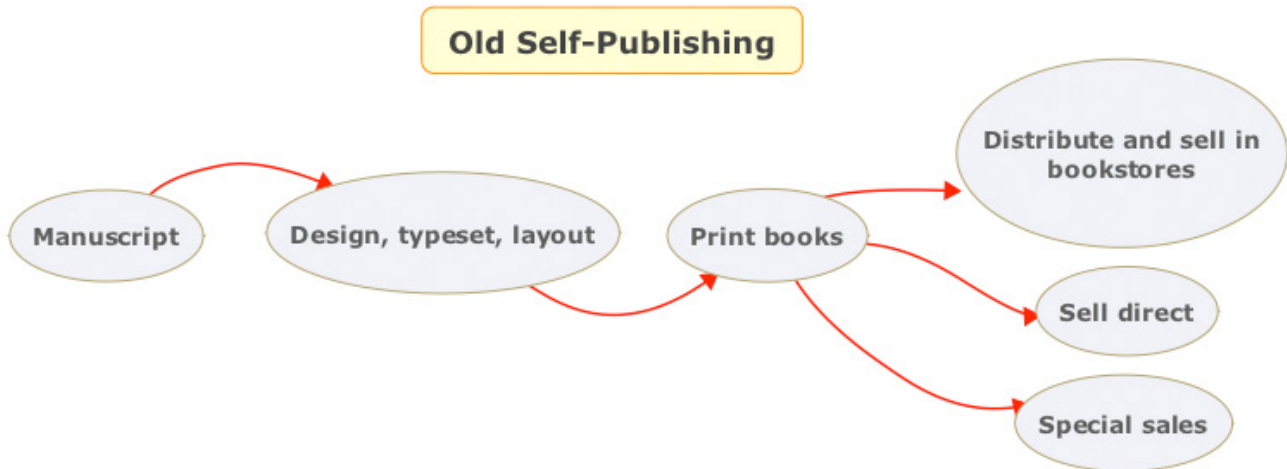 Old Self-Publishing
Manuscript
Design, typeset, layout
Print books
Distribute and sell in
bookstores
Sell direct
Special sales